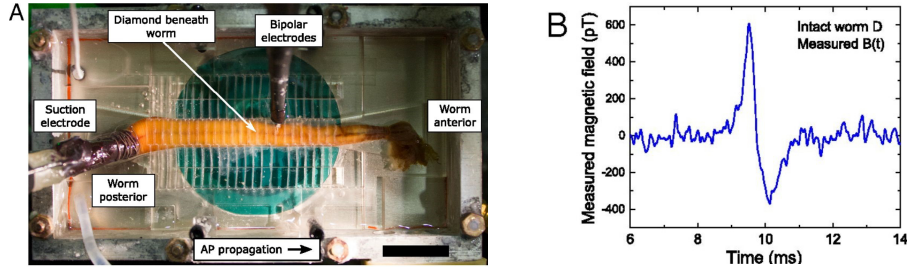 A
Diamond beneath
worm
Bipolar
electrodes
Suction
electrode
Worm
anterior
Worm
posterior
AP propagation
B
Intact worm D
Measured B(t)
Measured magnetic field (pT)
600
400
200
0
-200
-400
6
8
10
12
14
Time (ms)